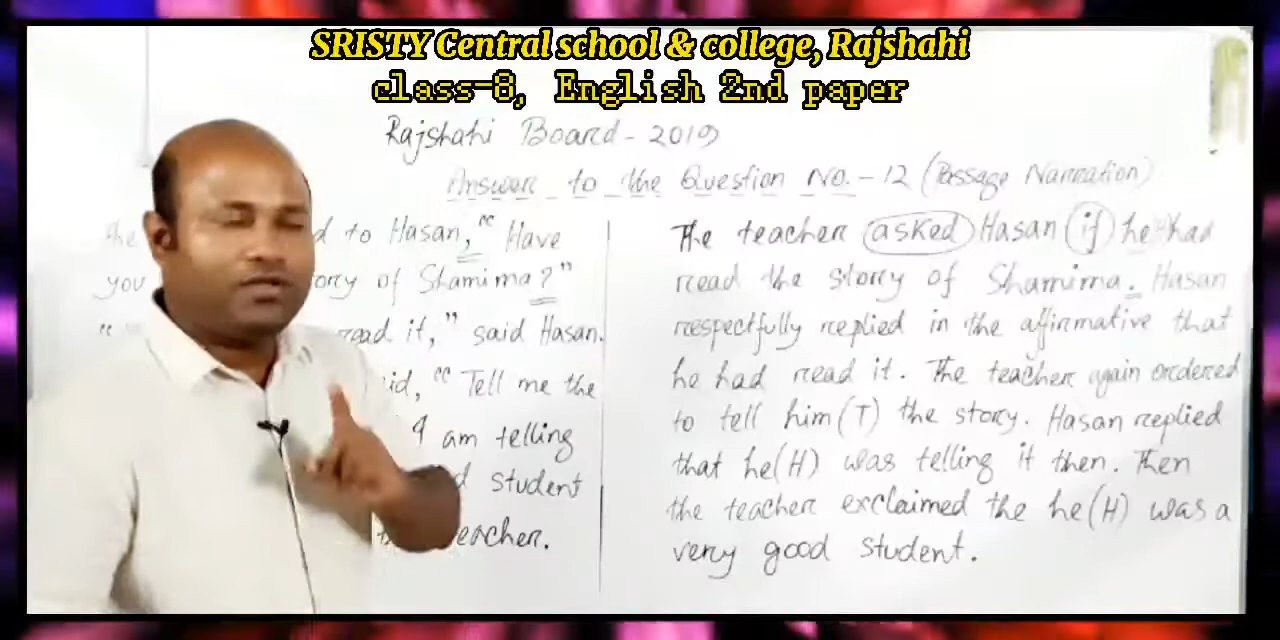 SRISTY Central school & college, Rajshahi
class-8, English 2nd paper
Rajshahi Board - 2019
Answer to the Question No. - 12 (Passage Narration)
d to Hasan, "Have
you ory of Shamima?"
" read it," said Hasan.
id, "Tell me the
I am telling
d student
eacher.
The teacher asked Hasan if he had
read the story of Shamima. Hasan
respectfully replied in the affirmative that
he had read it. The teacher again ordered
to tell him (T) the story. Hasan replied
that he (H) was telling it then. Then
the teacher exclaimed the he (H) was a
very good student.